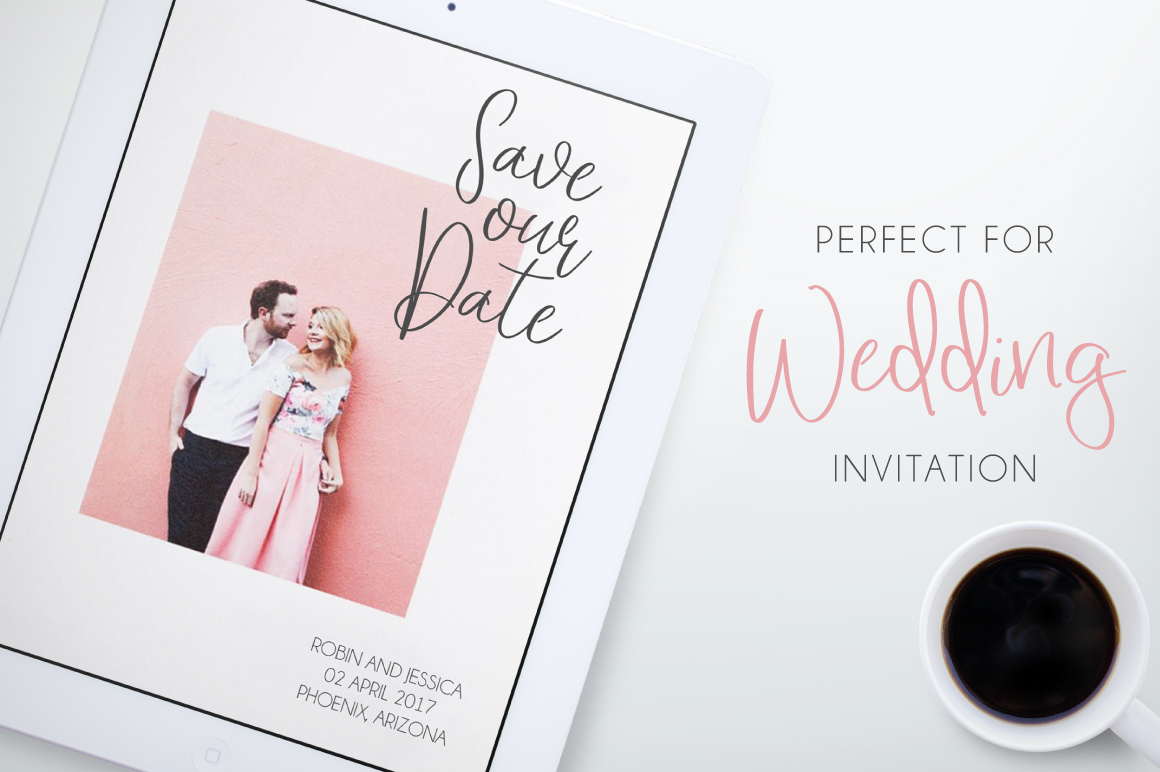 Save
our
Date
ROBIN AND JESSICA
02 APRIL 2017
PHOENIX, ARIZONA
PERFECT FOR
Wedding
INVITATION